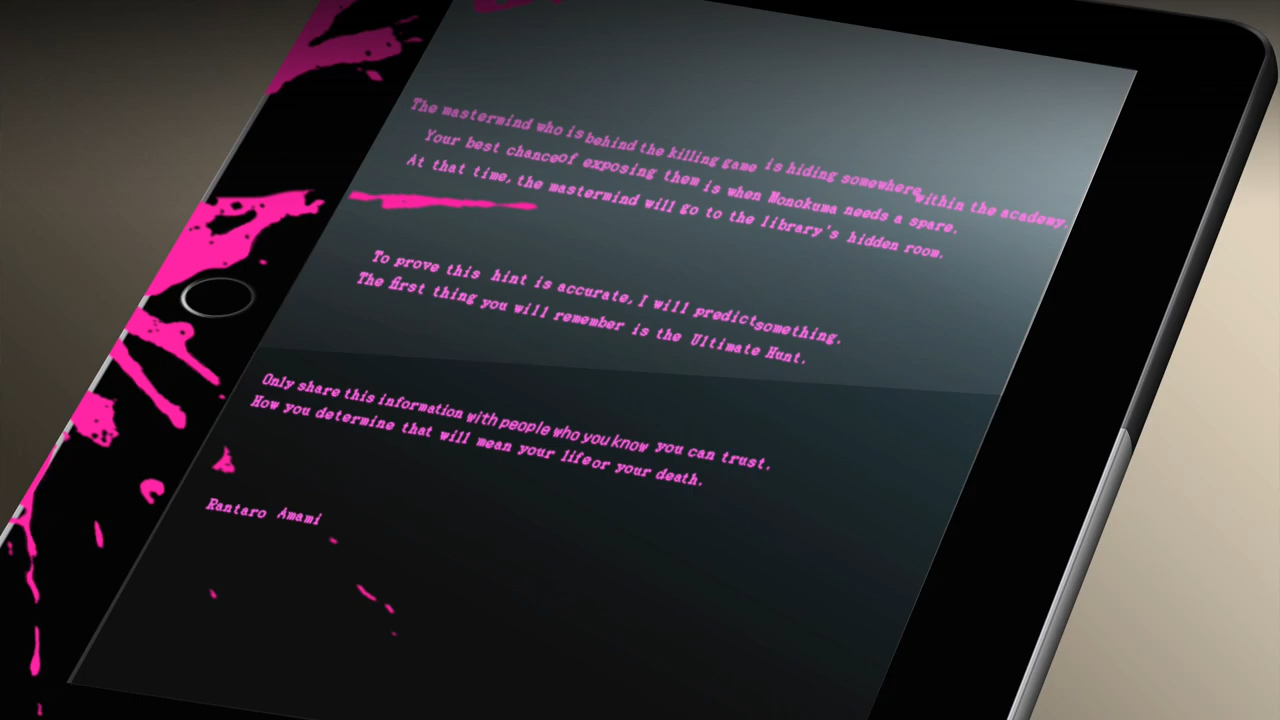 The mastermind who is behind the killing game is hiding somewhere within the academy.
Your best chance of exposing them is when Monokuma needs a spare.
At that time, the mastermind will go to the library's hidden room.
To prove this hint is accurate, I will predict something.
The first thing you will remember is the Ultimate Hunt.
Only share this information with people who you know you can trust.
How you determine that will mean your life or your death.
Rantaro Amami